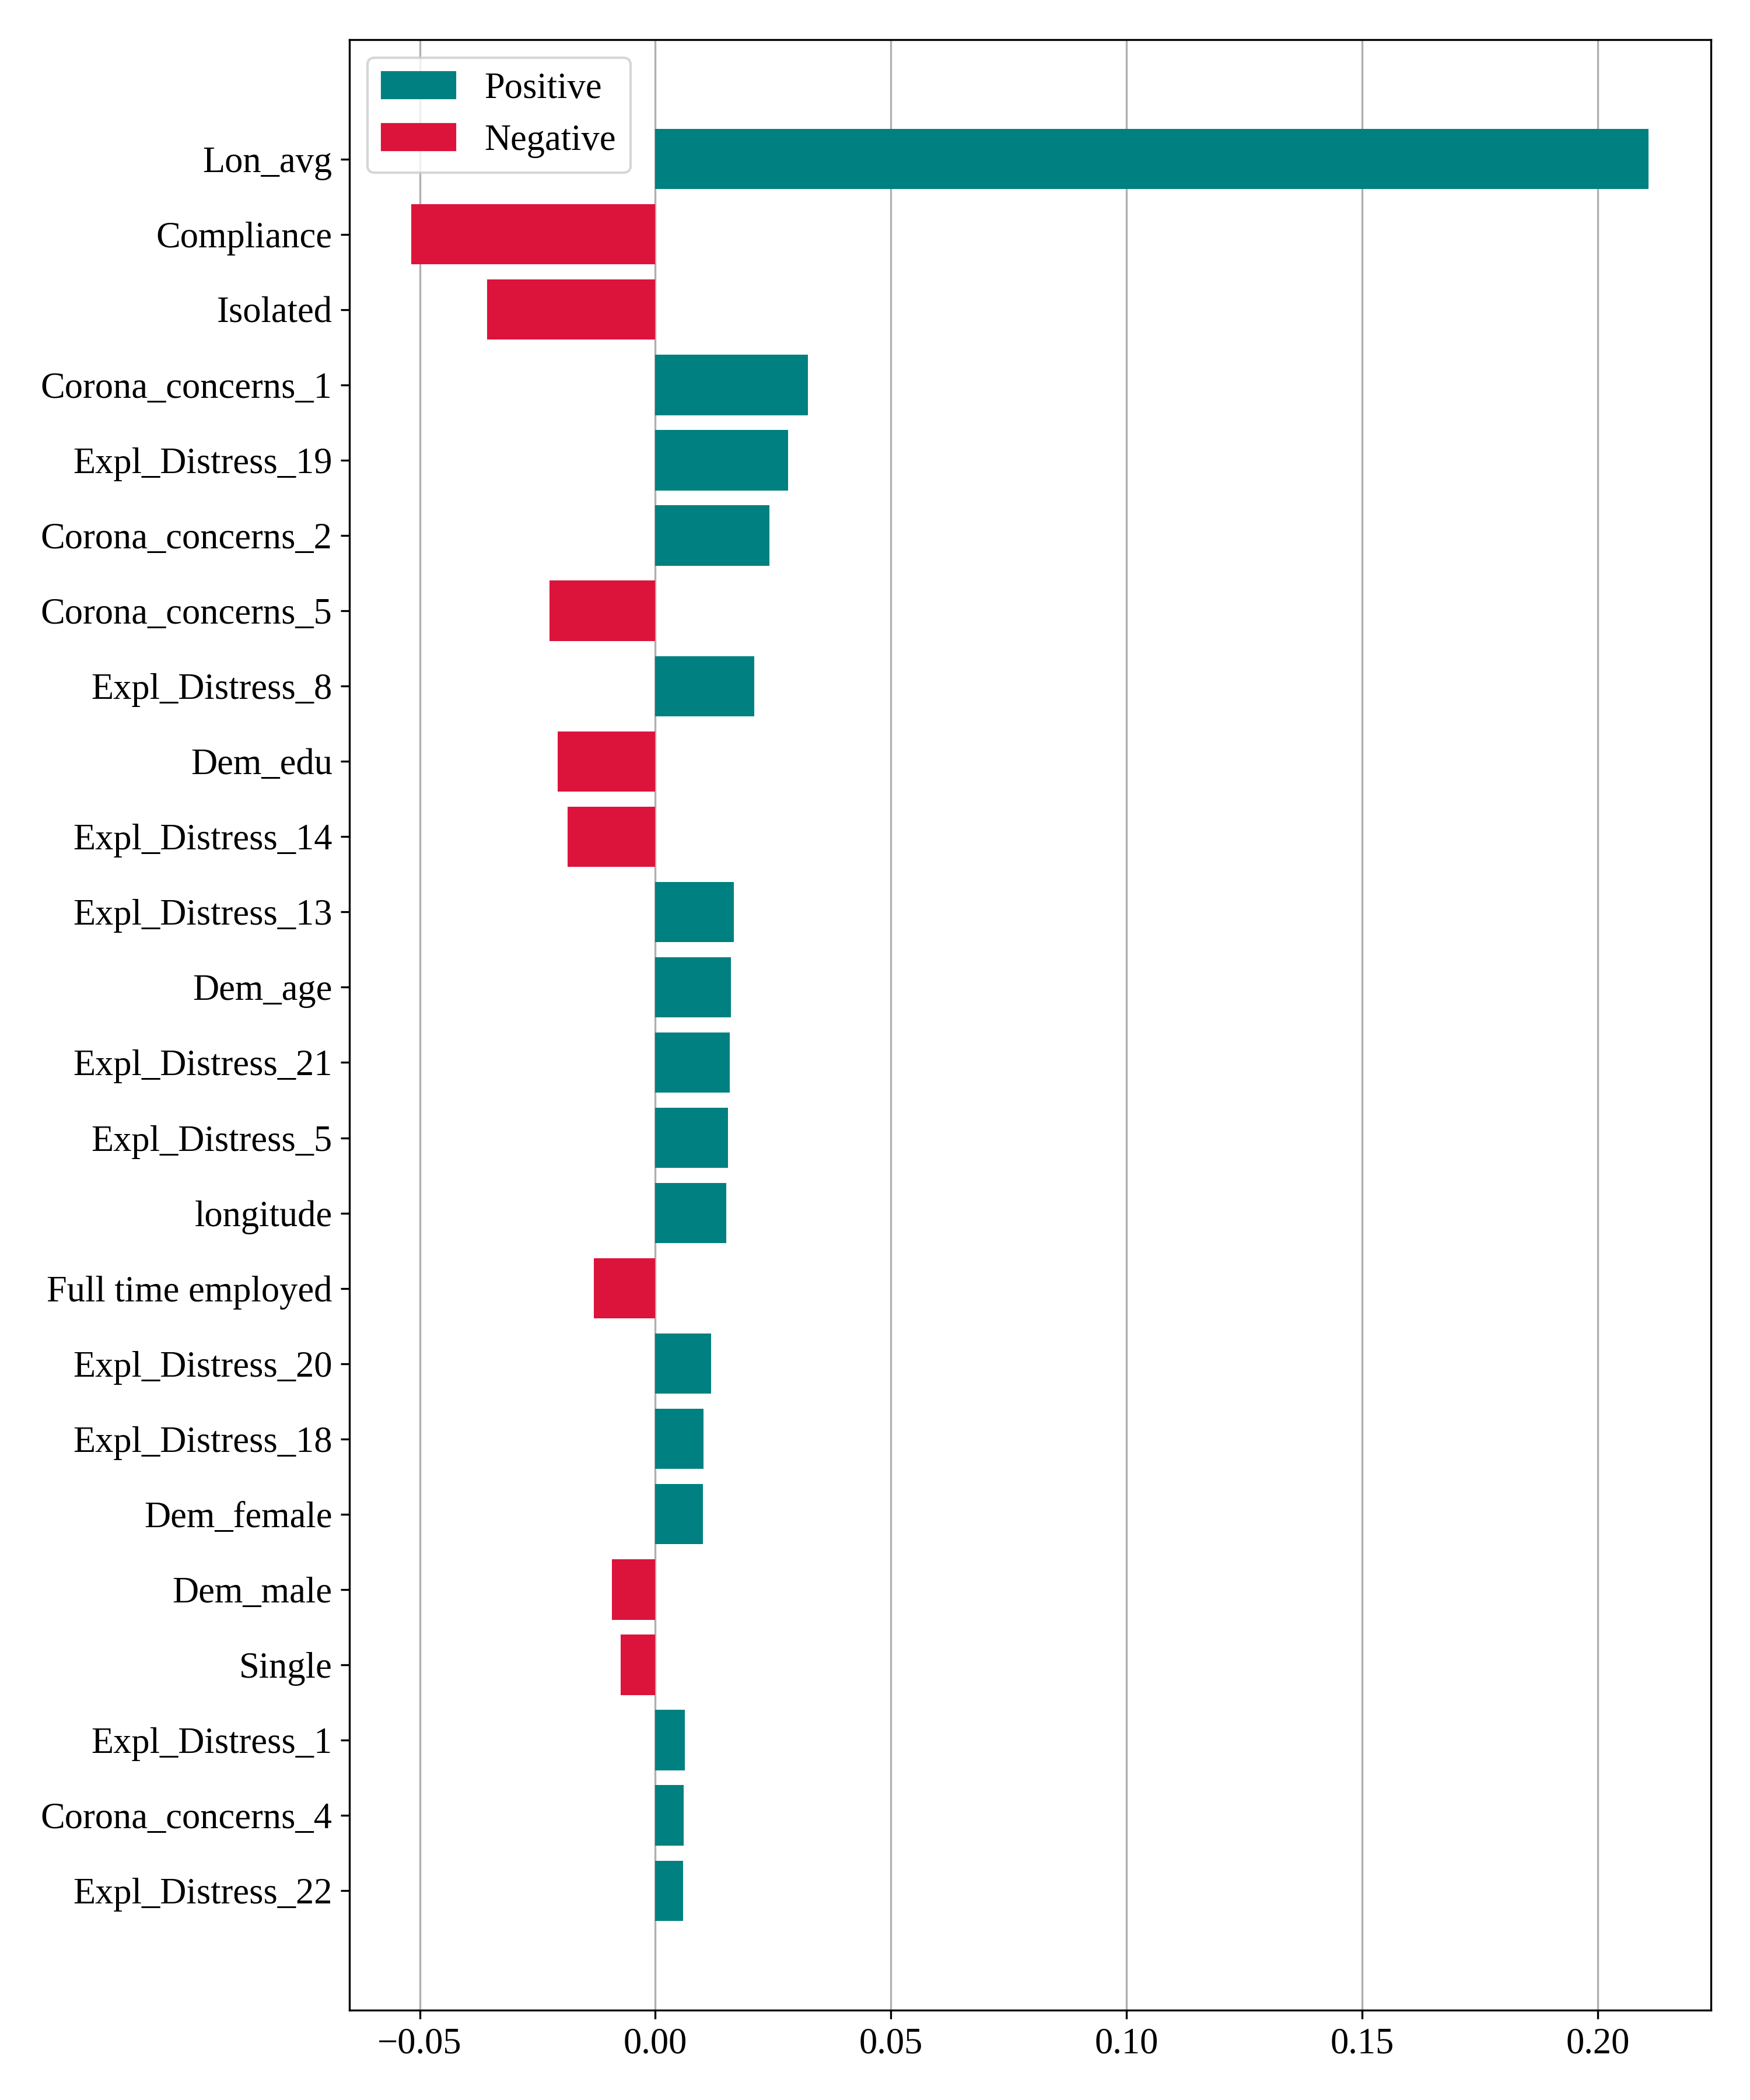 Positive
Negative
Lon_avg
Compliance
Isolated
Corona_concerns_1
Expl_Distress_19
Corona_concerns_2
Corona_concerns_5
Expl_Distress_8
Dem_edu
Expl_Distress_14
Expl_Distress_13
Dem_age
Expl_Distress_21
Expl_Distress_5
longitude
Full time employed
Expl_Distress_20
Expl_Distress_18
Dem_female
Dem_male
Single
Expl_Distress_1
Corona_concerns_4
Expl_Distress_22
−0.05 0.00 0.05 0.10 0.15 0.20